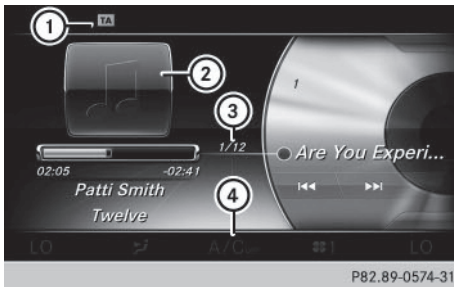 1
TA
2
3
1
1/12
Are You Experi...
02:05
-02:41
Patti Smith
Twelve
4
LO
A/C
1
LO
P82.89-0574-31